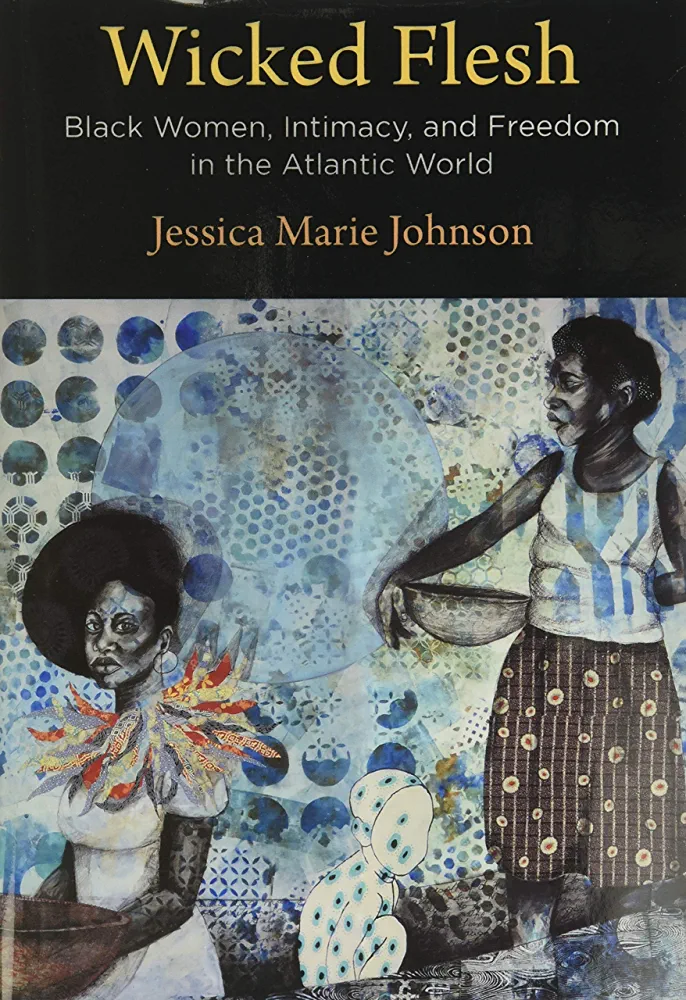 Wicked Flesh
Black Women, Intimacy, and Freedom
in the Atlantic World
Jessica Marie Johnson